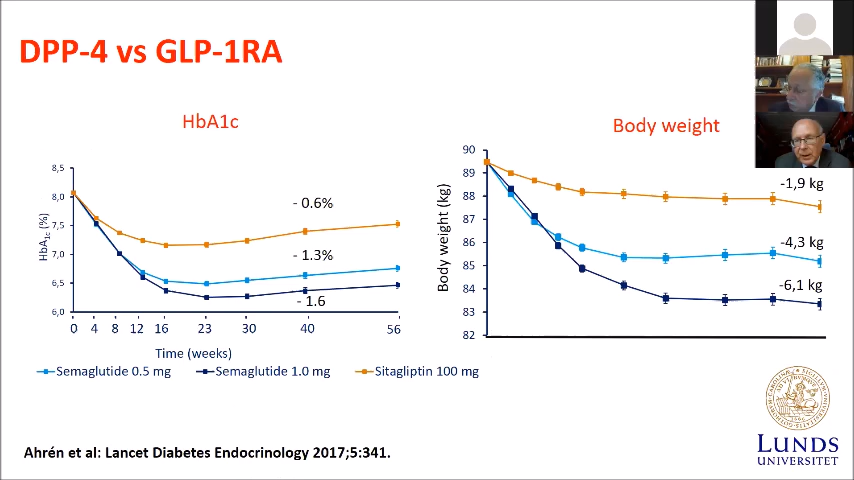 DPP-4 vs GLP-1RA
HbA1c
8,5
8,0
7,5
7,0
6,5
6,0
HbA1c (%)
- 0.6%
- 1.3%
- 1.6
0 4 8 12 16 23 30 40 56
Time (weeks)
Semaglutide 0.5 mg Semaglutide 1.0 mg Sitagliptin 100 mg
Body weight
90
89
88
87
86
85
84
83
82
Body weight (kg)
-1,9 kg
-4,3 kg
-6,1 kg
Ahrén et al: Lancet Diabetes Endocrinology 2017;5:341.
LUNDS
UNIVERSITET